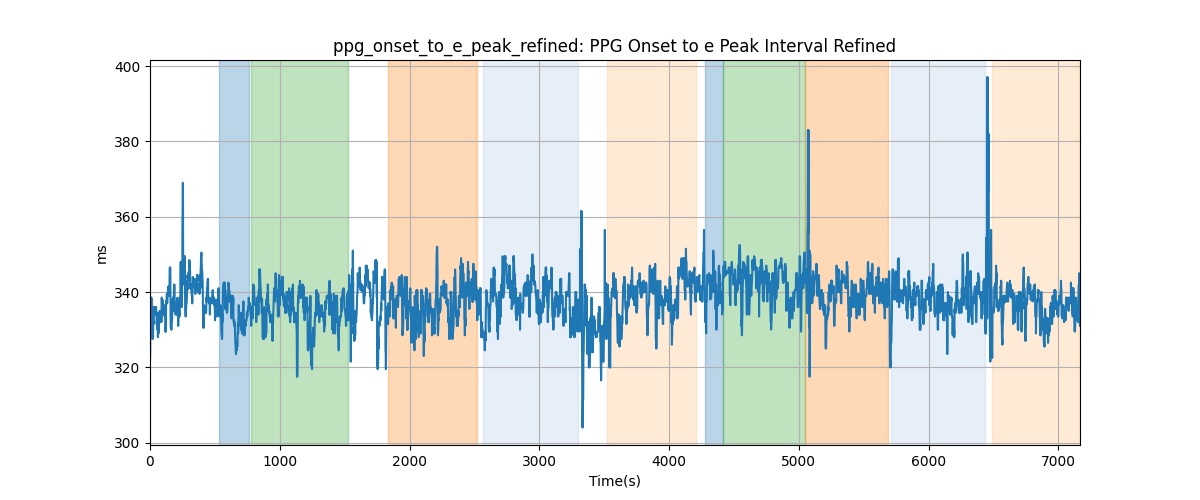 ppg_onset_to_e_peak_refined: PPG Onset to e Peak Interval Refined
400
380
360
340
320
300
ms
0 1000 2000 3000 4000 5000 6000 7000
Time(s)